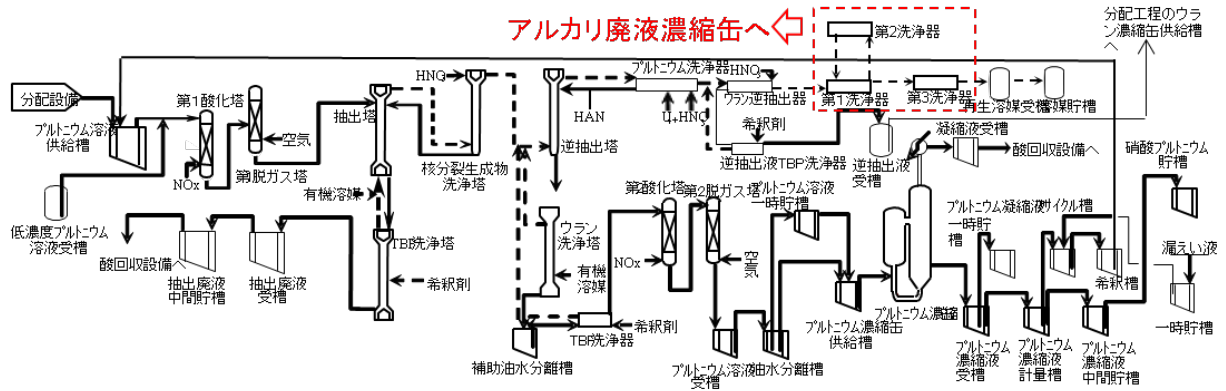 アルカリ廃液濃縮缶へ
分配工程のウラ
ン濃縮缶供給槽
へ
第2洗浄器
第1洗浄器
第3洗浄器
再生溶媒受槽
溶媒貯槽
分配設備
プルトニウム溶液
供給槽
第1酸化塔
NOx
空気
第1脱ガス塔
抽出塔
HNO₃
核分裂生成物
洗浄塔
逆抽出塔
HAN
プルトニウム洗浄器
HNO₃
ウラン逆抽出器
U₊HNO₃
希釈剤
逆抽出液TBP洗浄器
逆抽出液
受槽
凝縮液受槽
酸回収設備へ
硝酸プルトニウム
貯槽
低濃度プルトニウム
溶液受槽
酸回収設備へ
抽出廃液
中間貯槽
抽出廃液
受槽
有機溶媒
TBP洗浄塔
希釈剤
ウラン
洗浄塔
有機
溶媒
補助油水分離槽
TBP洗浄器
希釈剤
第2酸化塔
NOx
第2脱ガス塔
空気
プルトニウム溶液
一時貯槽
プルトニウム溶液
受槽
油水分離槽
プルトニウム濃縮缶
供給槽
プルトニウム濃縮缶
プルトニウム凝縮液
一時貯
槽
リサイクル槽
希釈槽
漏えい液
一時貯槽
プルトニウム
濃縮液
受槽
プルトニウム
濃縮液
計量槽
プルトニウム
濃縮液
中間貯槽